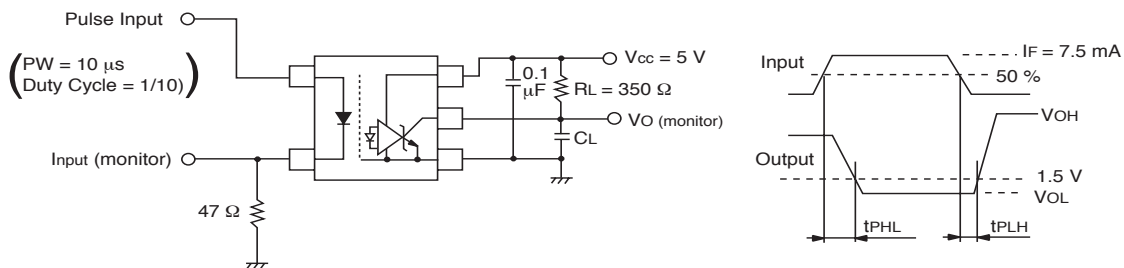 Pulse Input
(PW = 10 μs
Duty Cycle = 1/10)
Input (monitor)
47 Ω
VCC = 5 V
0.1
μF
RL = 350 Ω
VO (monitor)
CL
Input
IF = 7.5 mA
50 %
VOH
Output
1.5 V
VOL
tPHL
tPLH